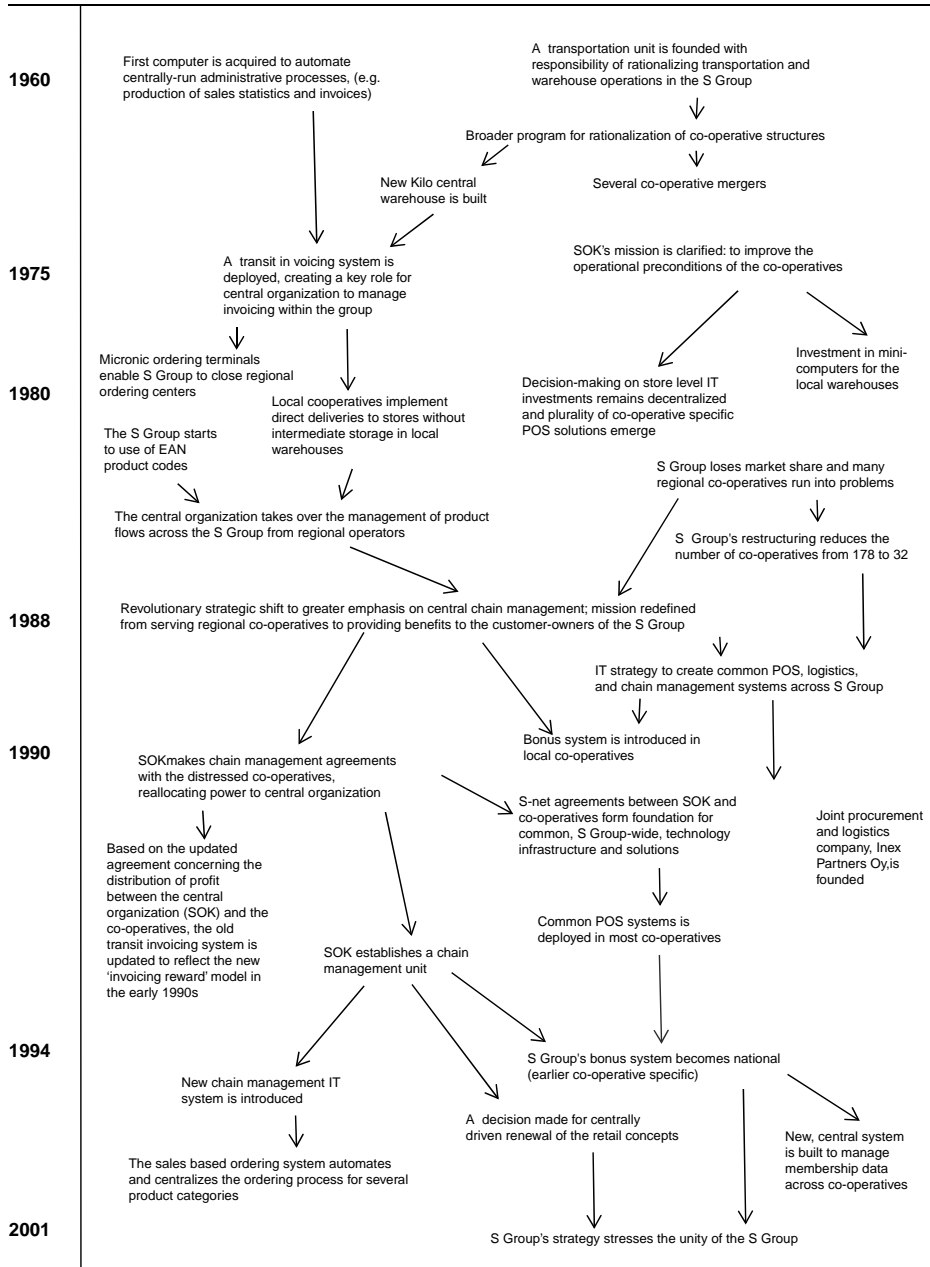 1960
First computer is acquired to automate
centrally-run administrative processes, (e.g.
production of sales statistics and invoices)
A transportation unit is founded with
responsibility of rationalizing transportation and
warehouse operations in the S Group
Broader program for rationalization of co-operative structures
New Kilo central
warehouse is built
Several co-operative mergers
1975
A transit in voicing system is
deployed, creating a key role for
central organization to manage
invoicing within the group
SOK's mission is clarified: to improve the
operational preconditions of the co-operatives
Micronic ordering terminals
enable S Group to close regional
ordering centers
Investment in mini-
computers for the
local warehouses
1980
Local cooperatives implement
direct deliveries to stores without
intermediate storage in local
warehouses
Decision-making on store level IT
investments remains decentralized
and plurality of co-operative specific
POS solutions emerge
The S Group starts
to use of EAN
product codes
S Group loses market share and many
regional co-operatives run into problems
The central organization takes over the management of product
flows across the S Group from regional operators
S Group's restructuring reduces the
number of co-operatives from 178 to 32
1988
Revolutionary strategic shift to greater emphasis on central chain management; mission redefined
from serving regional co-operatives to providing benefits to the customer-owners of the S Group
IT strategy to create common POS, logistics,
and chain management systems across S Group
1990
Bonus system is introduced in
local co-operatives
SOKmakes chain management agreements
with the distressed co-operatives,
reallocating power to central organization
S-net agreements between SOK and
co-operatives form foundation for
common, S Group-wide, technology
infrastructure and solutions
Joint procurement
and logistics
company, Inex
Partners Oy,is
founded
Based on the updated
agreement concerning the
distribution of profit
between the central
organization (SOK) and the
co-operatives, the old
transit invoicing system is
updated to reflect the new
'invoicing reward' model in
the early 1990s
Common POS systems is
deployed in most co-operatives
SOK establishes a chain
management unit
1994
S Group's bonus system becomes national
(earlier co-operative specific)
New chain management IT
system is introduced
A decision made for centrally
driven renewal of the retail concepts
New, central system
is built to manage
membership data
across co-operatives
The sales based ordering system automates
and centralizes the ordering process for several
product categories
2001
S Group's strategy stresses the unity of the S Group